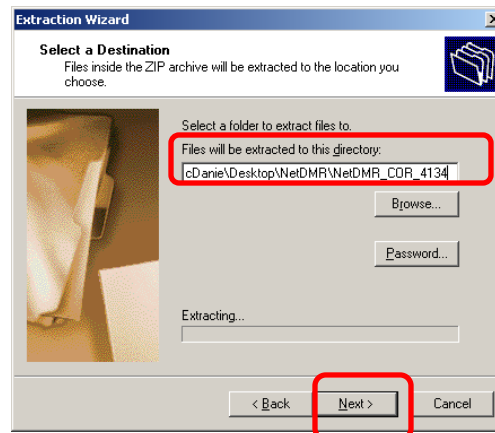 Extraction Wizard
Select a Destination
Files inside the ZIP archive will be extracted to the location you
choose.
Select a folder to extract files to.
Files will be extracted to this directory:
cDanie\Desktop\NetDMR\NetDMR_COR_4134
Browse...
Password...
Extracting...
< Back Next > Cancel